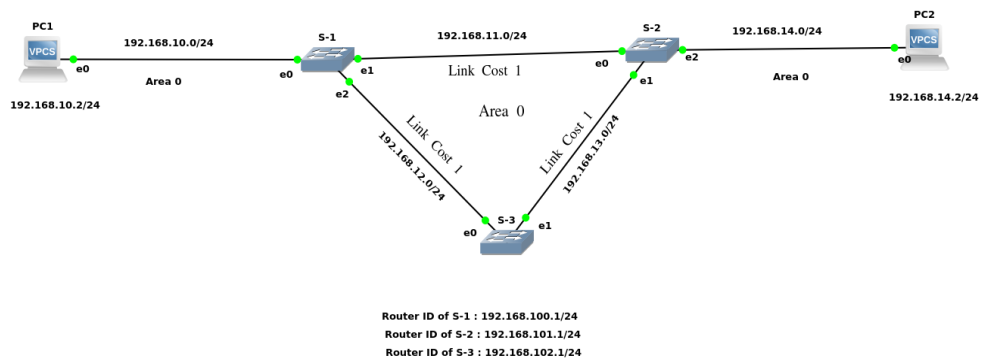 PC1
VPCS
e0
192.168.10.2/24
192.168.10.0/24
Area 0
S-1
e0
e1
e2
192.168.11.0/24
Link Cost 1
Area 0
S-2
e0
e1
e2
192.168.14.0/24
Area 0
PC2
VPCS
e0
192.168.14.2/24
Link Cost 1
192.168.12.0/24
Link Cost 1
192.168.13.0/24
S-3
e0
e1
Router ID of S-1 : 192.168.100.1/24
Router ID of S-2 : 192.168.101.1/24
Router ID of S-3 : 192.168.102.1/24